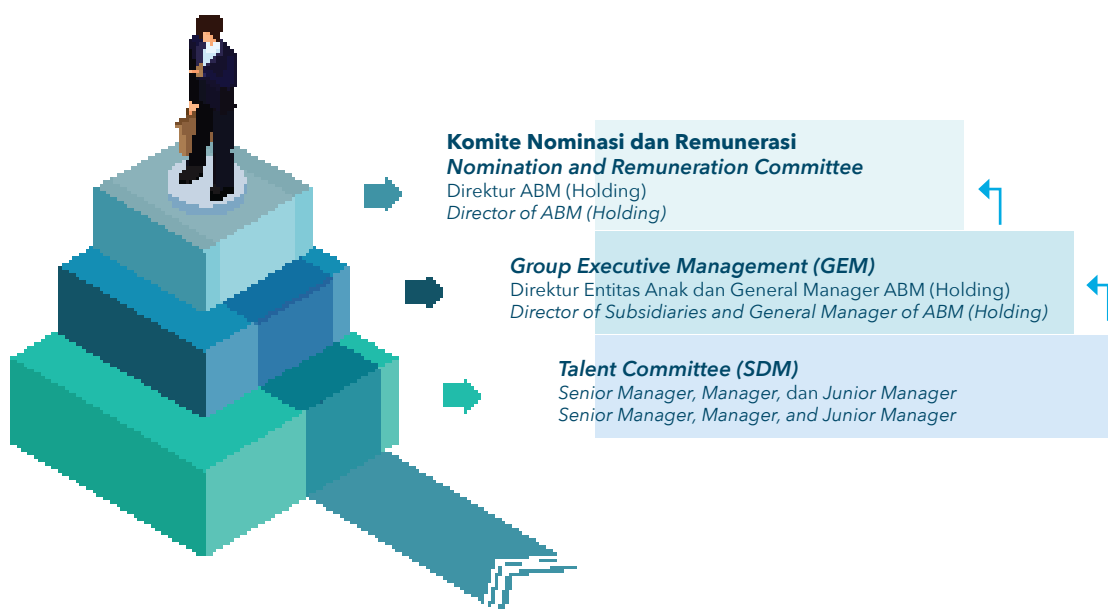 Komite Nominasi dan Remunerasi
Nomination and Remuneration Committee
Direktur ABM (Holding)
Director of ABM (Holding)
Group Executive Management (GEM)
Direktur Entitas Anak dan General Manager ABM (Holding)
Director of Subsidiaries and General Manager of ABM (Holding)
Talent Committee (SDM)
Senior Manager, Manager, dan Junior Manager
Senior Manager, Manager, and Junior Manager